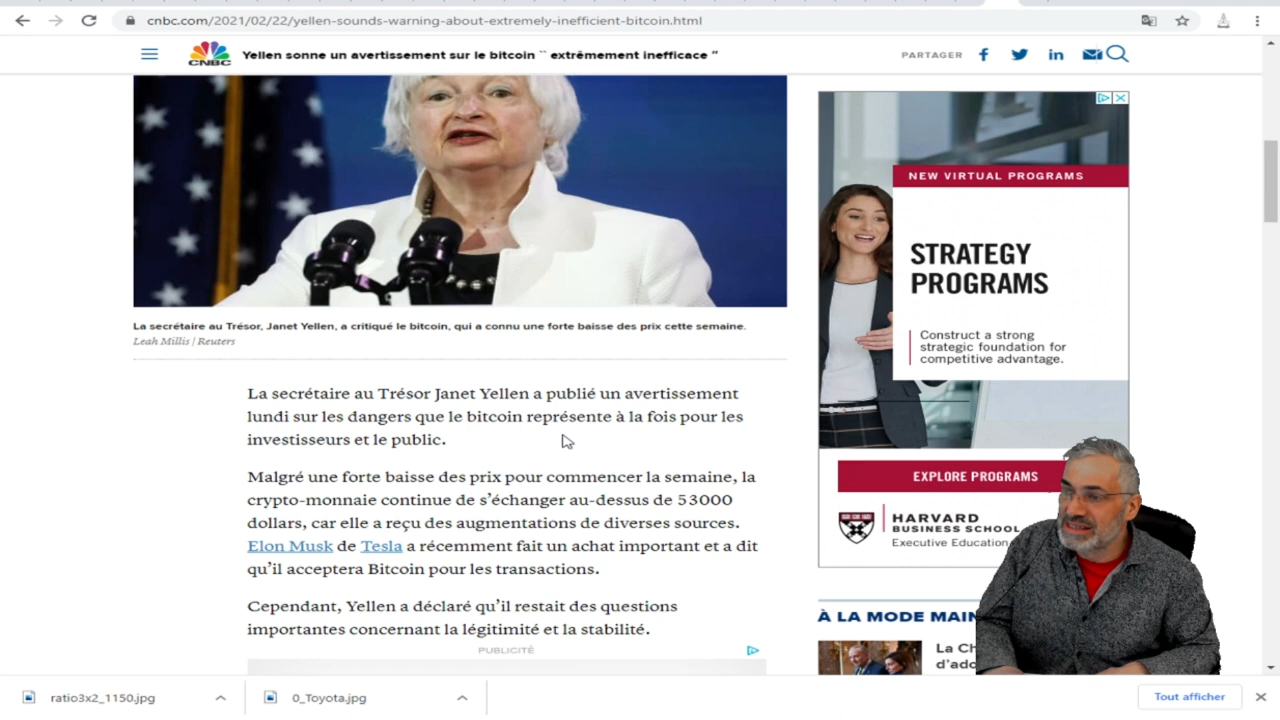 cnbc.com/2021/02/22/yellen-sounds-warning-about-extremely-inefficient-bitcoin.html
CNBC
Yellen sonne un avertissement sur le bitcoin `` extrêmement inefficace ''
PARTAGER
La secrétaire au Trésor, Janet Yellen, a critiqué le bitcoin, qui a connu une forte baisse des prix cette semaine.
Leah Millis | Reuters
La secrétaire au Trésor Janet Yellen a publié un avertissement
lundi sur les dangers que le bitcoin représente à la fois pour les
investisseurs et le public.
Malgré une forte baisse des prix pour commencer la semaine, la
crypto-monnaie continue de s'échanger au-dessus de 53000
dollars, car elle a reçu des augmentations de diverses sources.
Elon Musk de Tesla a récemment fait un achat important et a dit
qu'il acceptera Bitcoin pour les transactions.
Cependant, Yellen a déclaré qu'il restait des questions
importantes concernant la légitimité et la stabilité.
PUBLICITÉ
NEW VIRTUAL PROGRAMS
STRATEGY
PROGRAMS
Construct a strong
strategic foundation for
competitive advantage.
EXPLORE PROGRAMS
HARVARD
BUSINESS SCHOOL
Executive Education
À LA MODE MAIN
La Ch
d'ado
ratio3x2_1150.jpg
0_Toyota.jpg
Tout afficher